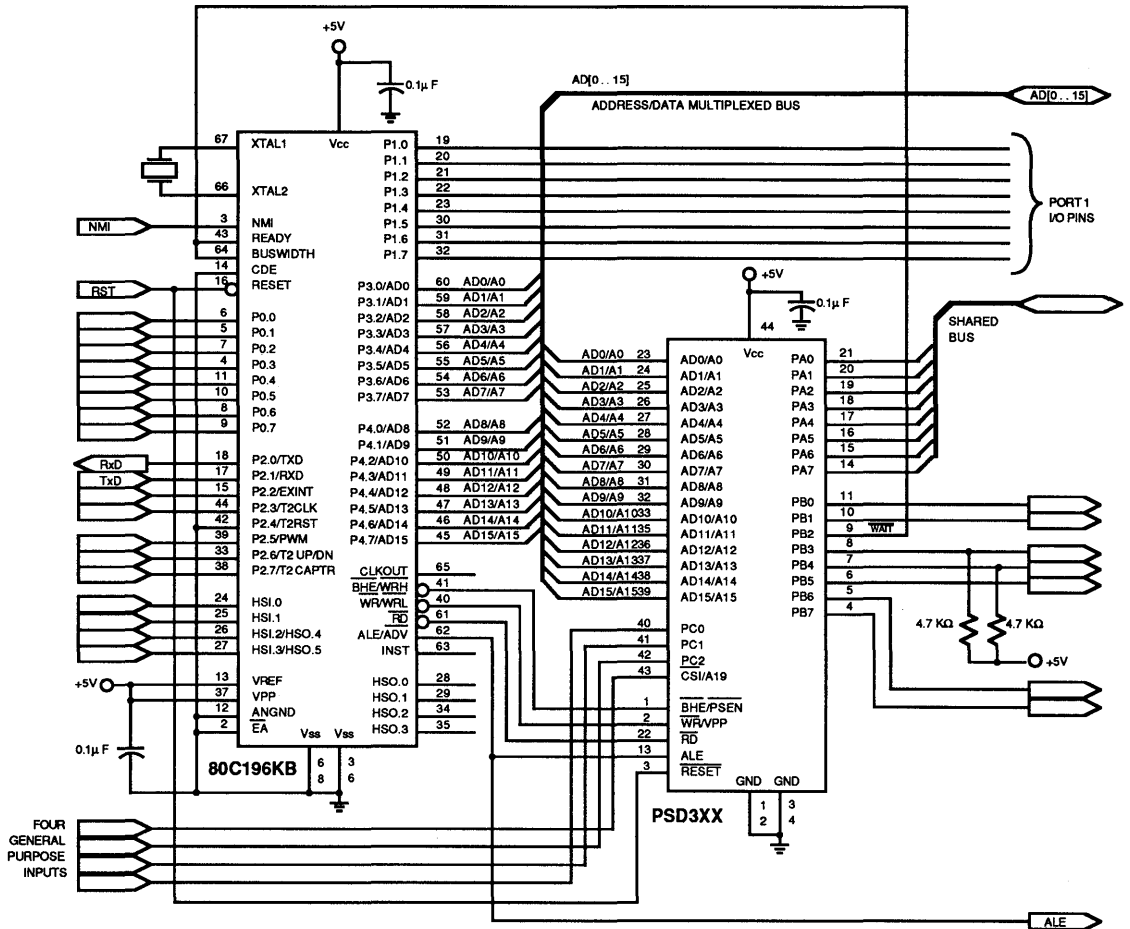 +5V
0.1µ F
AD[0 . . 15]
ADDRESS/DATA MULTIPLEXED BUS
AD[0 . . 15]
67 XTAL1
Vcc
P1.0 19
P1.1 20
P1.2 21
66 XTAL2
P1.3 22
P1.4 23
NMI
3 NMI
P1.5 30
43 READY
P1.6 31
64 BUSWIDTH
P1.7 32
PORT 1
I/O PINS
14 CDE
RST
16 RESET
P3.0/AD0 60 AD0/A0
P3.1/AD1 59 AD1/A1
P3.2/AD2 58 AD2/A2
P3.3/AD3 57 AD3/A3
P3.4/AD4 56 AD4/A4
P3.5/AD5 55 AD5/A5
P3.6/AD6 54 AD6/A6
P3.7/AD7 53 AD7/A7
6 P0.0
5 P0.1
7 P0.2
4 P0.3
11 P0.4
10 P0.5
8 P0.6
9 P0.7
P4.0/AD8 52 AD8/A8
P4.1/AD9 51 AD9/A9
P4.2/AD10 50 AD10/A10
P4.3/AD11 49 AD11/A11
P4.4/AD12 48 AD12/A12
P4.5/AD13 47 AD13/A13
P4.6/AD14 46 AD14/A14
P4.7/AD15 45 AD15/A15
RxD
18 P2.0/TXD
TxD
17 P2.1/RXD
15 P2.2/EXINT
44 P2.3/T2CLK
42 P2.4/T2RST
39 P2.5/PWM
33 P2.6/T2 UP/DN
38 P2.7/T2 CAPTR
CLKOUT 65
BHE/WRH 41
WR/WRL 40
RD 61
ALE/ADV 62
INST 63
24 HSI.0
25 HSI.1
26 HSI.2/HSO.4
27 HSI.3/HSO.5
+5V
13 VREF
37 VPP
12 ANGND
2 EA
HSO.0 28
HSO.1 29
HSO.2 34
HSO.3 35
0.1µ F
Vss Vss
6 3
8 6
80C196KB
FOUR
GENERAL
PURPOSE
INPUTS
+5V
0.1µ F
44
Vcc
SHARED
BUS
AD0/A0 23 AD0/A0
AD1/A1 24 AD1/A1
AD2/A2 25 AD2/A2
AD3/A3 26 AD3/A3
AD4/A4 27 AD4/A4
AD5/A5 28 AD5/A5
AD6/A6 29 AD6/A6
AD7/A7 30 AD7/A7
AD8/A8 31 AD8/A8
AD9/A9 32 AD9/A9
AD10/A1033 AD10/A10
AD11/A1135 AD11/A11
AD12/A1236 AD12/A12
AD13/A1337 AD13/A13
AD14/A1438 AD14/A14
AD15/A1539 AD15/A15
PA0 21
PA1 20
PA2 19
PA3 18
PA4 17
PA5 16
PA6 15
PA7 14
PB0 11
PB1 10
PB2 9 WAIT
PB3 8
PB4 7
PB5 6
PB6 5
PB7 4
4.7 KΩ
4.7 KΩ
+5V
40 PC0
41 PC1
42 PC2
43 CSI/A19
1 BHE/PSEN
2 WR/VPP
22 RD
13 ALE
3 RESET
GND GND
1 3
2 4
PSD3XX
ALE